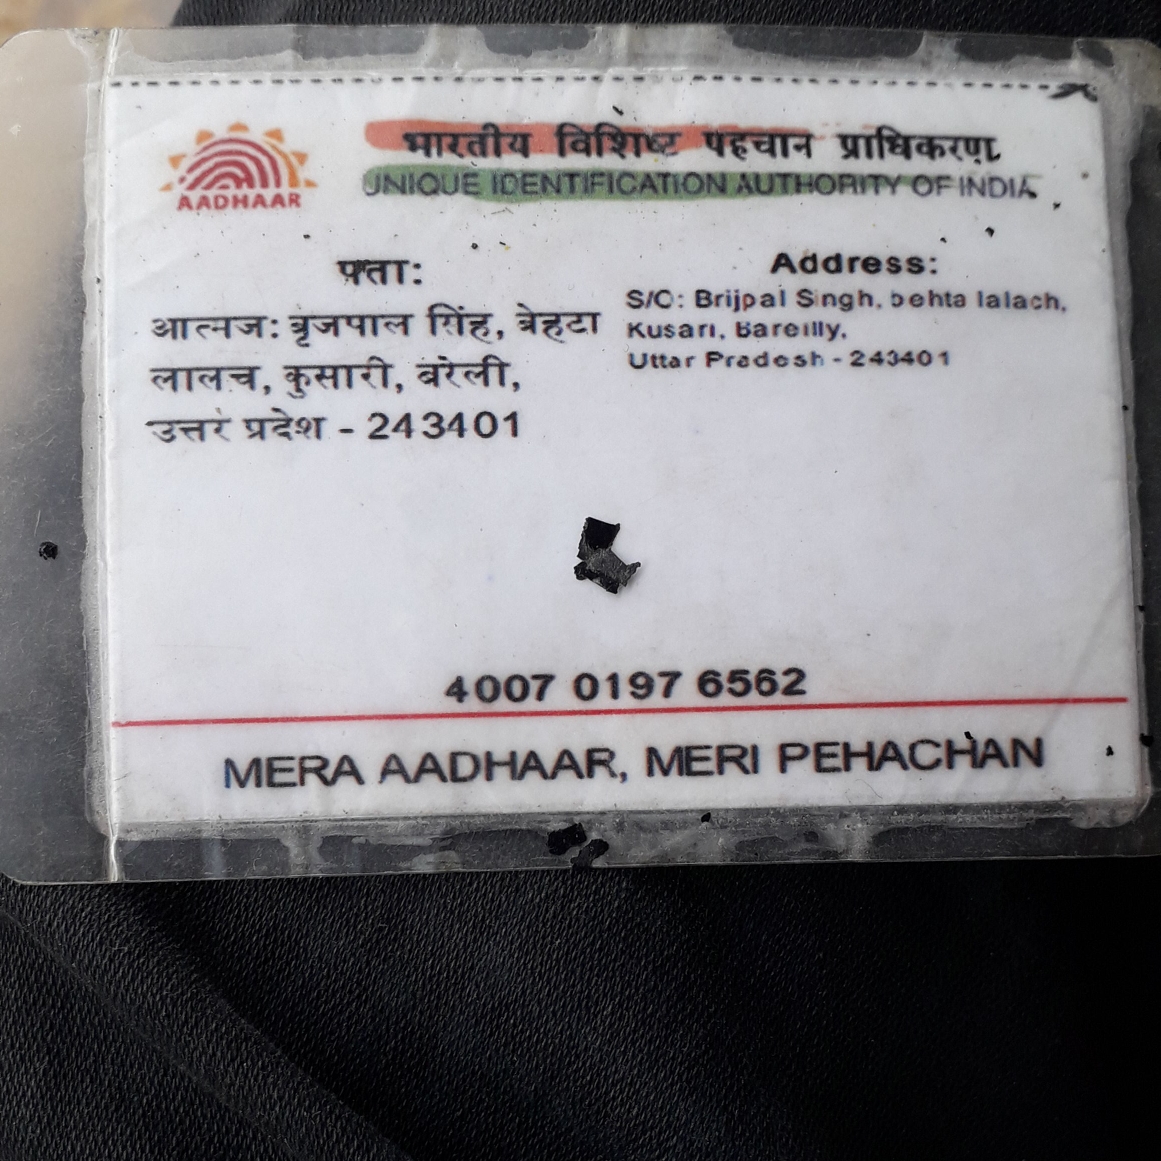 भारतीय विशिष्ट पहचान प्राधिकरण
UNIQUE IDENTIFICATION AUTHORITY OF INDIA
AADHAAR
पता:
आत्मज: बृजपाल सिंह, बेहटा
लालच, कुसारी, बरेली,
उत्तर प्रदेश - 243401
Address:
S/O: Brijpal Singh, behta lalach,
Kusari, Bareilly,
Uttar Pradesh - 243401
4007 0197 6562
MERA AADHAAR, MERI PEHACHAN